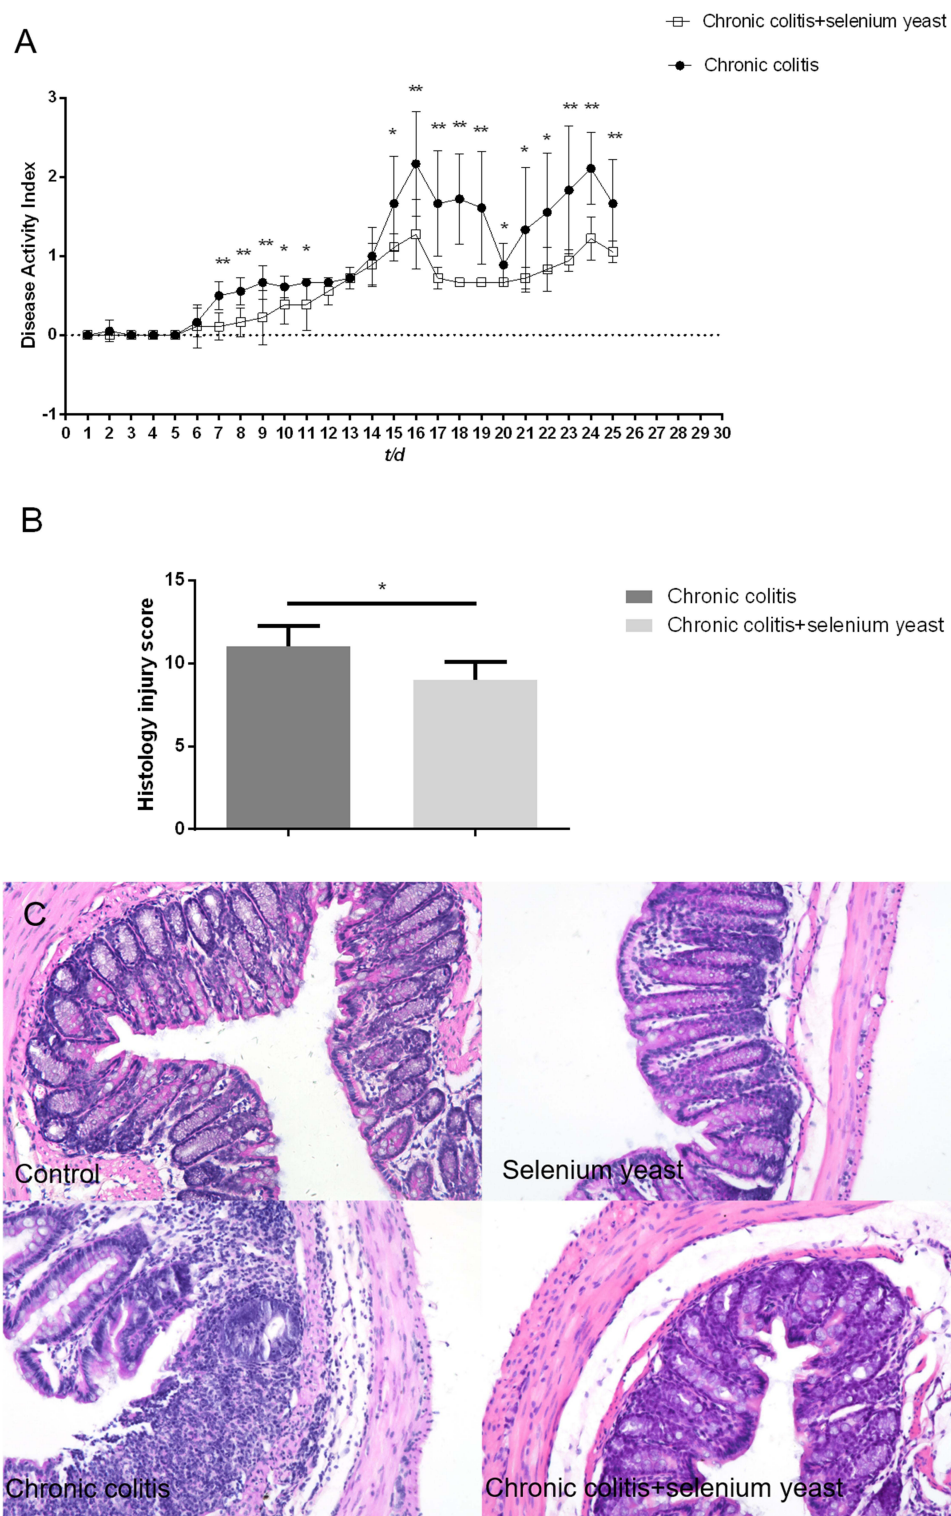 A
Chronic colitis+selenium yeast
Chronic colitis
Disease Activity Index
3
2
1
0
-1
* ** ** ** ** * * * ** ** **
** ** ** * *
0 1 2 3 4 5 6 7 8 9 10 11 12 13 14 15 16 17 18 19 20 21 22 23 24 25 26 27 28 29 30
t/d
B
Histology injury score
15
10
5
0
*
Chronic colitis
Chronic colitis+selenium yeast
C
Control
Selenium yeast
Chronic colitis
Chronic colitis+selenium yeast